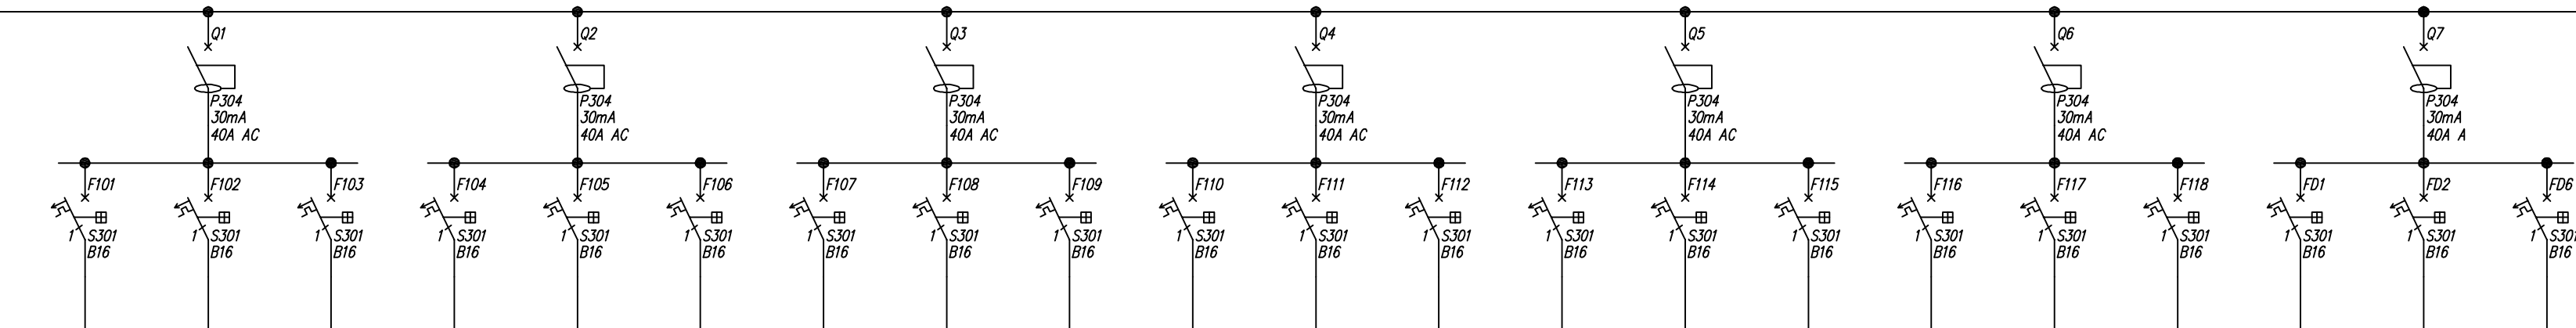 Q1
P304
30mA
40A AC
F101
1 S301
B16
F102
1 S301
B16
F103
1 S301
B16
Q2
P304
30mA
40A AC
F104
1 S301
B16
F105
1 S301
B16
F106
1 S301
B16
Q3
P304
30mA
40A AC
F107
1 S301
B16
F108
1 S301
B16
F109
1 S301
B16
Q4
P304
30mA
40A AC
F110
1 S301
B16
F111
1 S301
B16
F112
1 S301
B16
Q5
P304
30mA
40A AC
F113
1 S301
B16
F114
1 S301
B16
F115
1 S301
B16
Q6
P304
30mA
40A AC
F116
1 S301
B16
F117
1 S301
B16
F118
1 S301
B16
Q7
P304
30mA
40A A
FD1
1 S301
B16
FD2
1 S301
B16
FD6
1 S301
B16